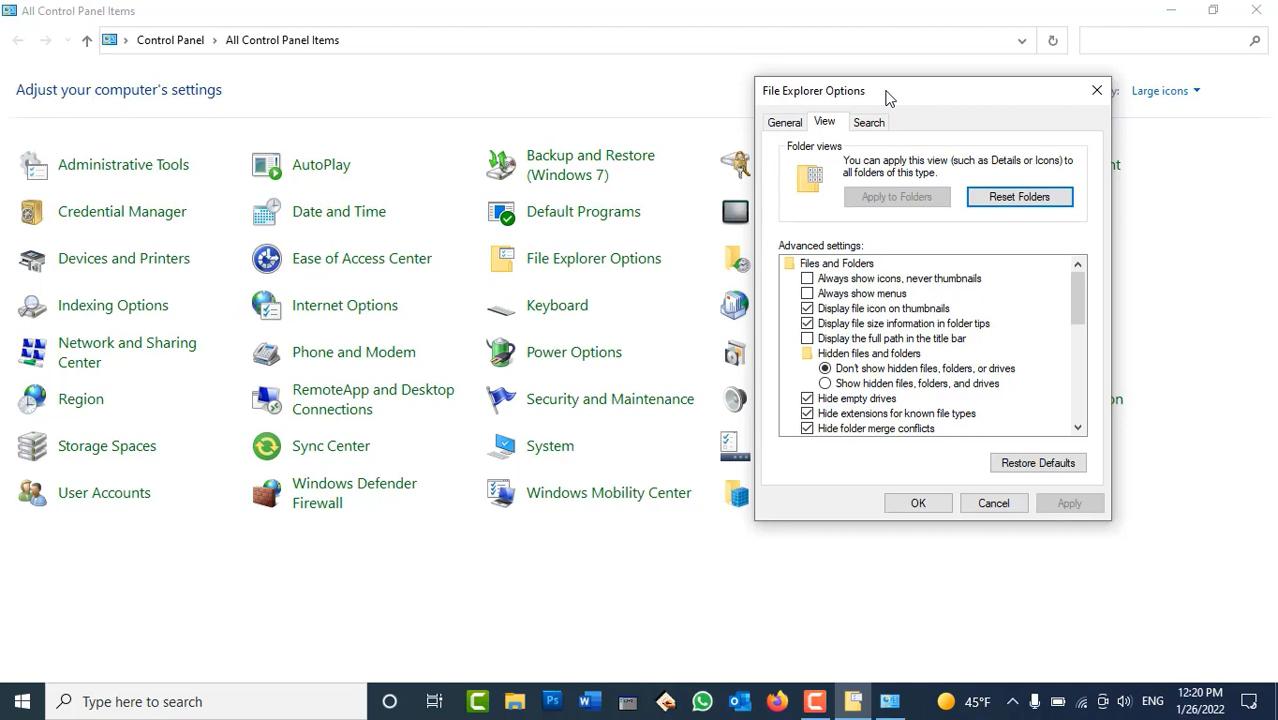 All Control Panel Items
Control Panel
All Control Panel Items
Adjust your computer's settings
y:
Large icons
Administrative Tools
AutoPlay
Backup and Restore
(Windows 7)
nt
Credential Manager
Date and Time
Default Programs
Devices and Printers
Ease of Access Center
File Explorer Options
Indexing Options
Internet Options
Keyboard
Network and Sharing
Center
Phone and Modem
Power Options
Region
RemoteApp and Desktop
Connections
Security and Maintenance
on
Storage Spaces
Sync Center
System
User Accounts
Windows Defender
Firewall
Windows Mobility Center
File Explorer Options
General
View
Search
Folder views
You can apply this view (such as Details or Icons) to
all folders of this type.
Apply to Folders
Reset Folders
Advanced settings:
Files and Folders
Always show icons, never thumbnails
Always show menus
Display file icon on thumbnails
Display file size information in folder tips
Display the full path in the title bar
Hidden files and folders
Don't show hidden files, folders, or drives
Show hidden files, folders, and drives
Hide empty drives
Hide extensions for known file types
Hide folder merge conflicts
Restore Defaults
OK
Cancel
Apply
Type here to search
C
Ps
W
C
45°F
ENG
12:20 PM
1/26/2022